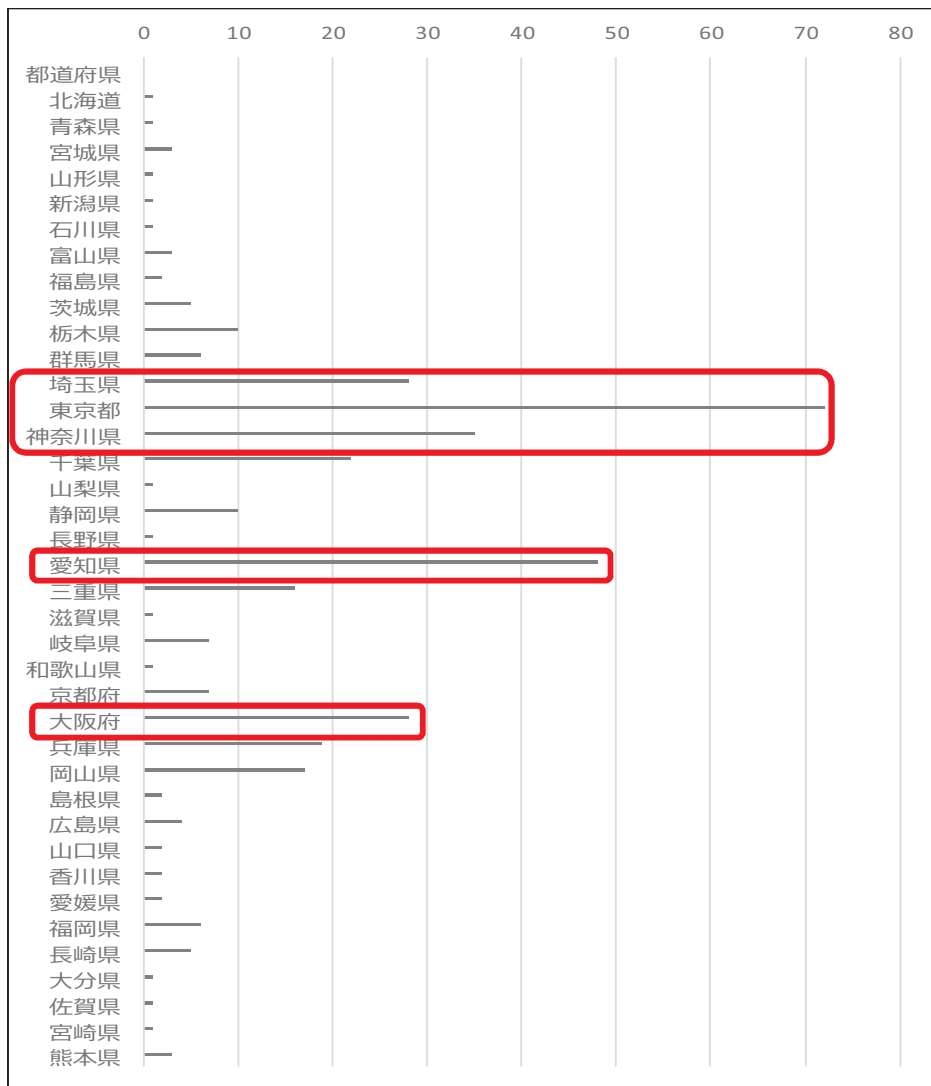 0 10 20 30 40 50 60 70 80
都道府県
北海道
青森県
宮城県
山形県
新潟県
石川県
富山県
福島県
茨城県
栃木県
群馬県
埼玉県
東京都
神奈川県
千葉県
山梨県
静岡県
長野県
愛知県
三重県
滋賀県
岐阜県
和歌山県
京都府
大阪府
兵庫県
岡山県
島根県
広島県
山口県
香川県
愛媛県
福岡県
長崎県
大分県
佐賀県
宮崎県
熊本県